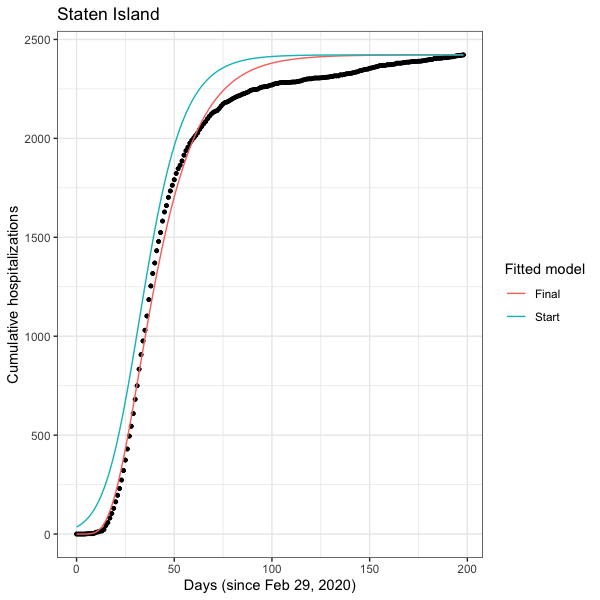 Staten Island
2500
2000
1500
1000
500
0
Cumulative hospitalizations
0 50 100 150 200
Days (since Feb 29, 2020)
Fitted model
Final
Start